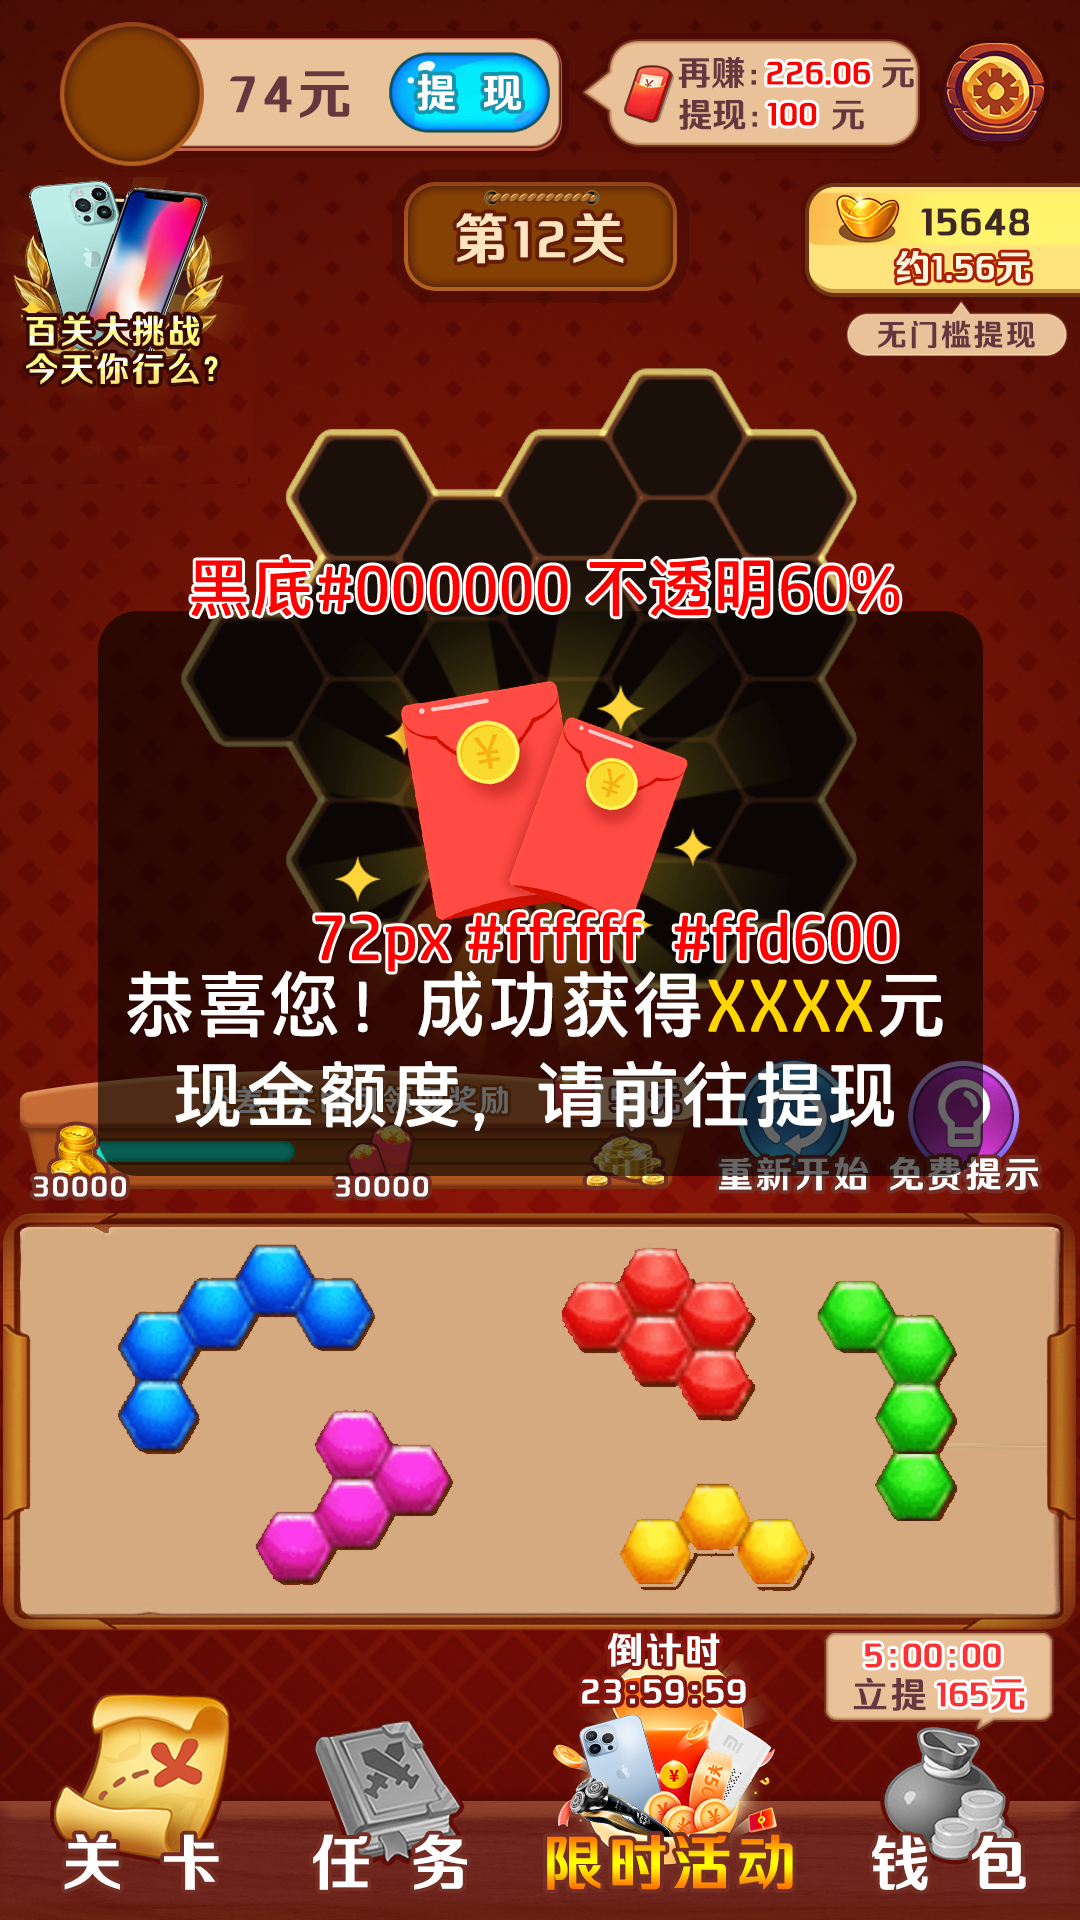 74元
提 现
再赚:226.06 元
提现:100 元
第12关
15648
约1.56元
无门槛提现
百关大挑战
今天你行么?
黑底#000000 不透明60%
72px #ffffff #ffd600
恭喜您！成功获得XXXX元
现金额度，请前往提现
30000
30000
重新开始
免费提示
倒计时
23:59:59
5:00:00
立提 165元
关 卡
任 务
限时活动
钱 包